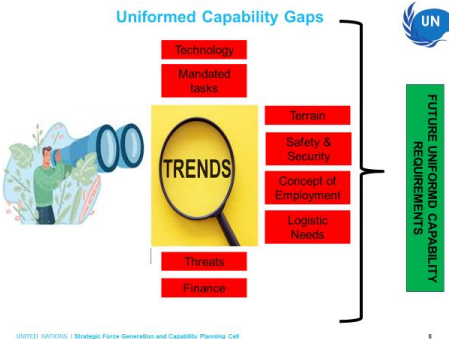 Uniformed Capability Gaps
UN
Technology
Mandated
tasks
TRENDS
Terrain
Safety &
Security
Concept of
Employment
Logistic
Needs
Threats
Finance
FUTURE UNIFORMD CAPABILITY
REQUIREMENTS
UNITED NATIONS | Strategic Force Generation and Capability Planning Cell
8